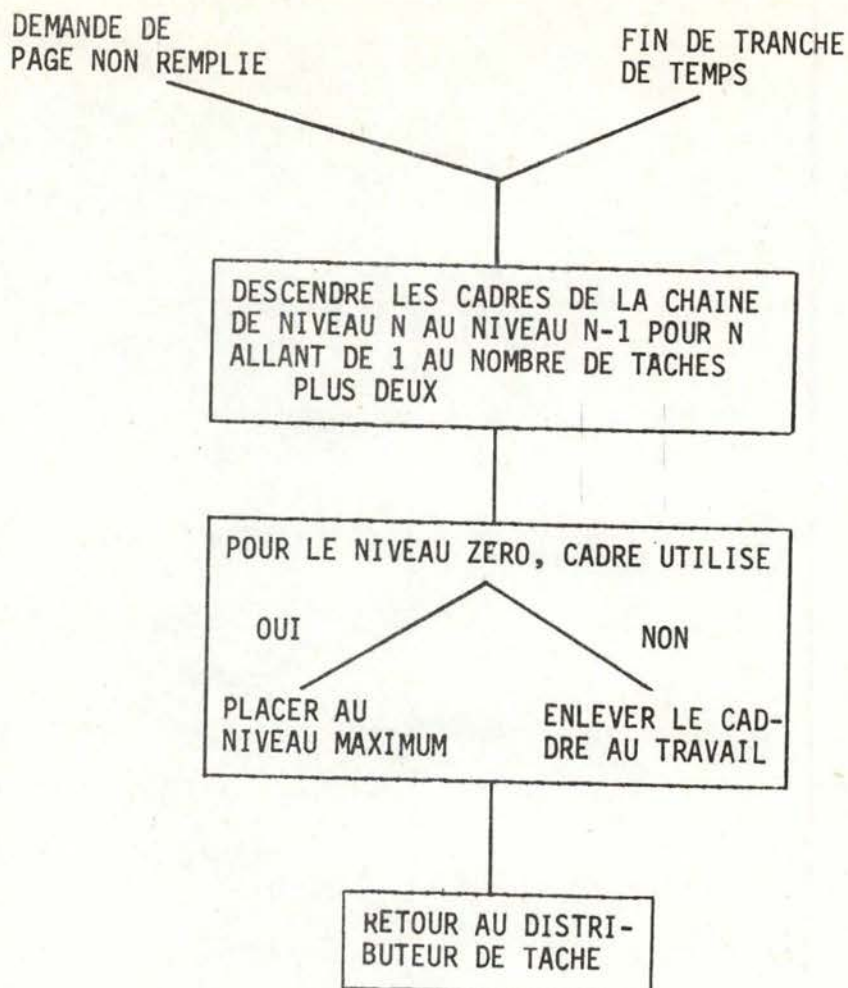 DEMANDE DE
PAGE NON REMPLIE
FIN DE TRANCHE
DE TEMPS
DESCENDRE LES CADRES DE LA CHAINE
DE NIVEAU N AU NIVEAU N-1 POUR N
ALLANT DE 1 AU NOMBRE DE TACHES
PLUS DEUX
POUR LE NIVEAU ZERO, CADRE UTILISE
OUI
NON
PLACER AU
NIVEAU MAXIMUM
ENLEVER LE CAD-
DRE AU TRAVAIL
RETOUR AU DISTRI-
BUTEUR DE TACHE